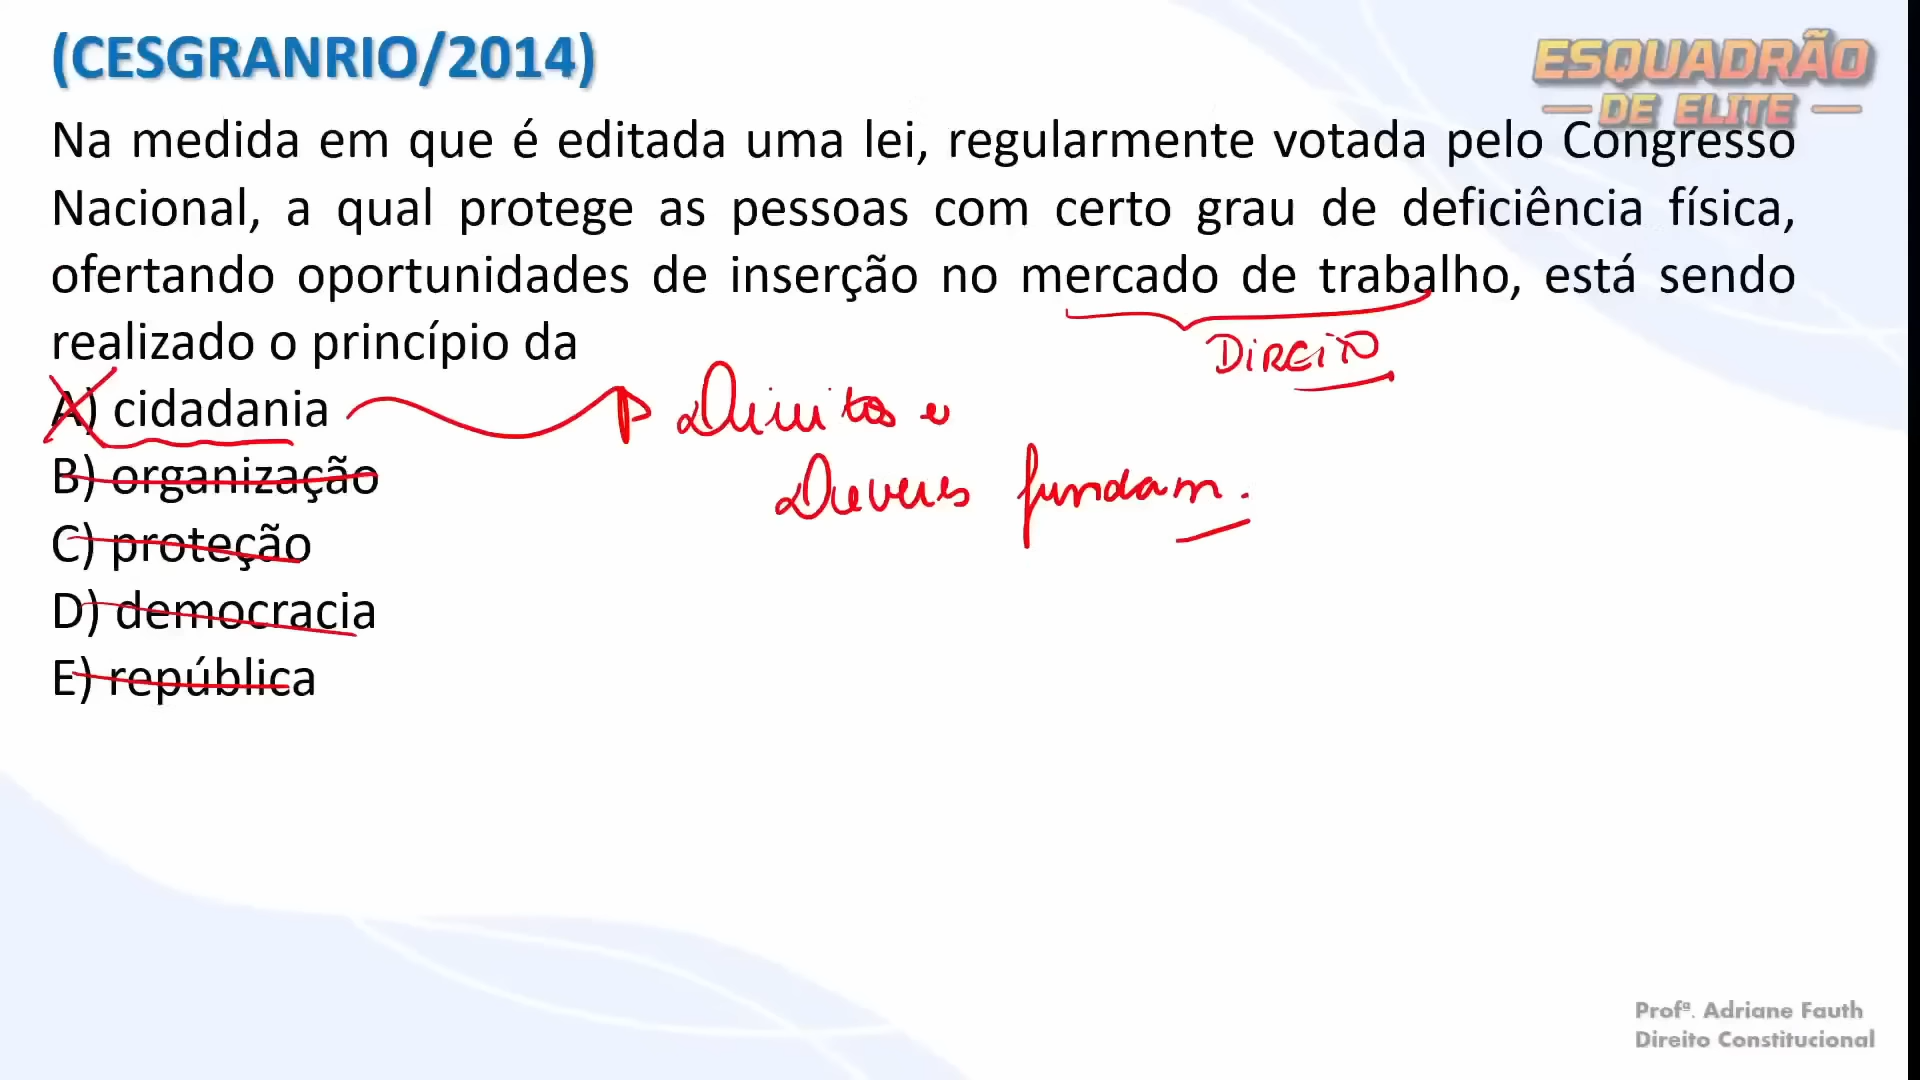 (CESGRANRIO/2014)
ESQUADRÃO
DE ELITE
Na medida em que é editada uma lei, regularmente votada pelo Congresso
Nacional, a qual protege as pessoas com certo grau de deficiência física,
ofertando oportunidades de inserção no mercado de trabalho, está sendo
realizado o princípio da
DIREITO
A) cidadania
Direitos e
B) organização
Deveres fundam.
C) proteção
D) democracia
E) república
Profª. Adriane Fauth
Direito Constitucional